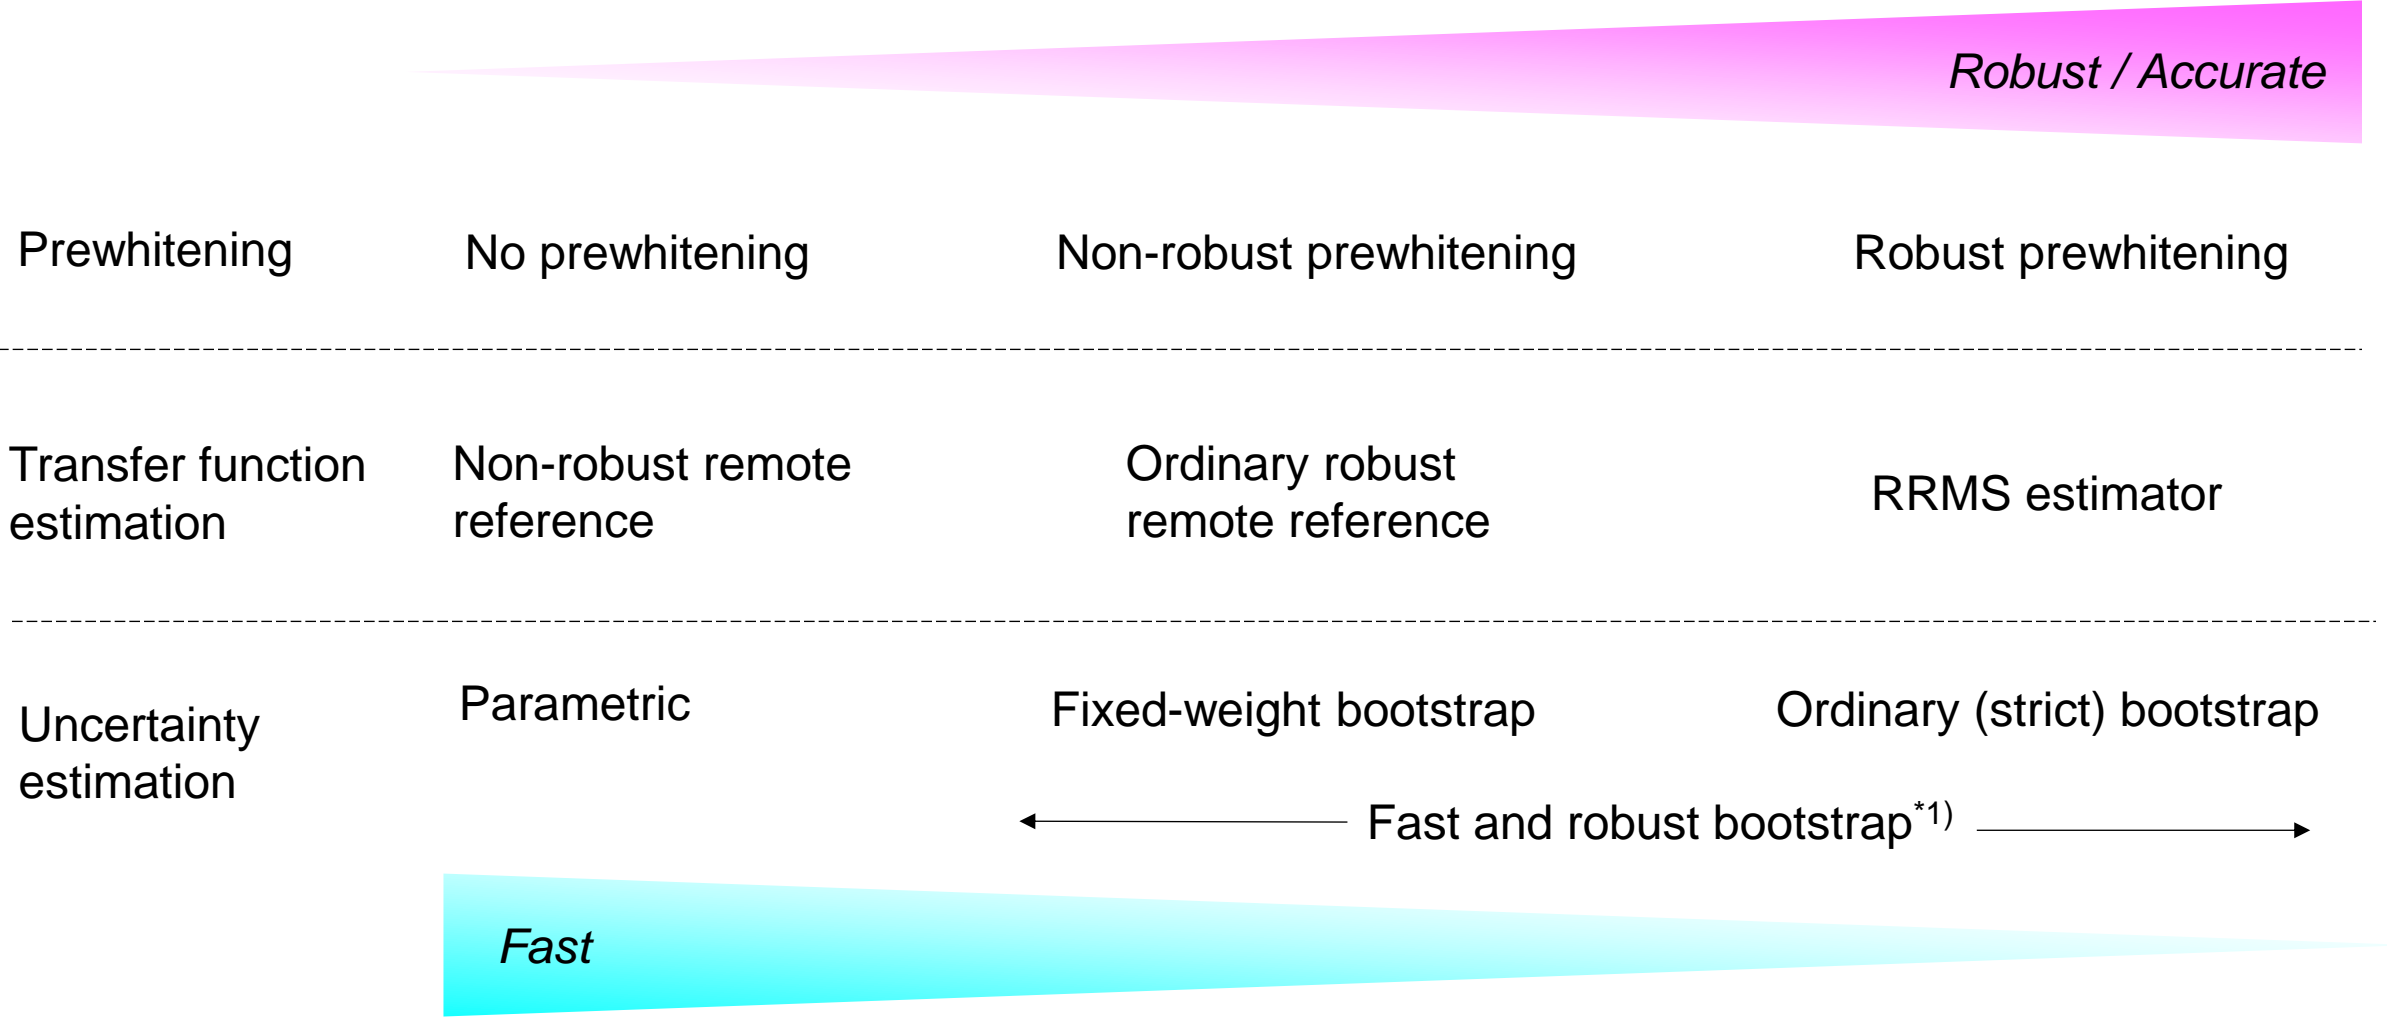 Robust / Accurate
Prewhitening
No prewhitening
Non-robust prewhitening
Robust prewhitening
Transfer function
estimation
Non-robust remote
reference
Ordinary robust
remote reference
RRMS estimator
Uncertainty
estimation
Parametric
Fixed-weight bootstrap
Ordinary (strict) bootstrap
Fast and robust bootstrap*1)
Fast